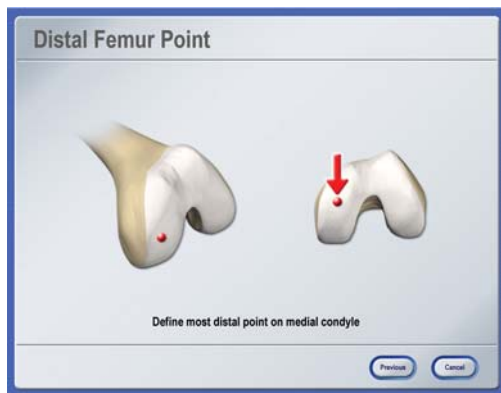 Distal Femur Point
Define most distal point on medial condyle
Previous Cancel